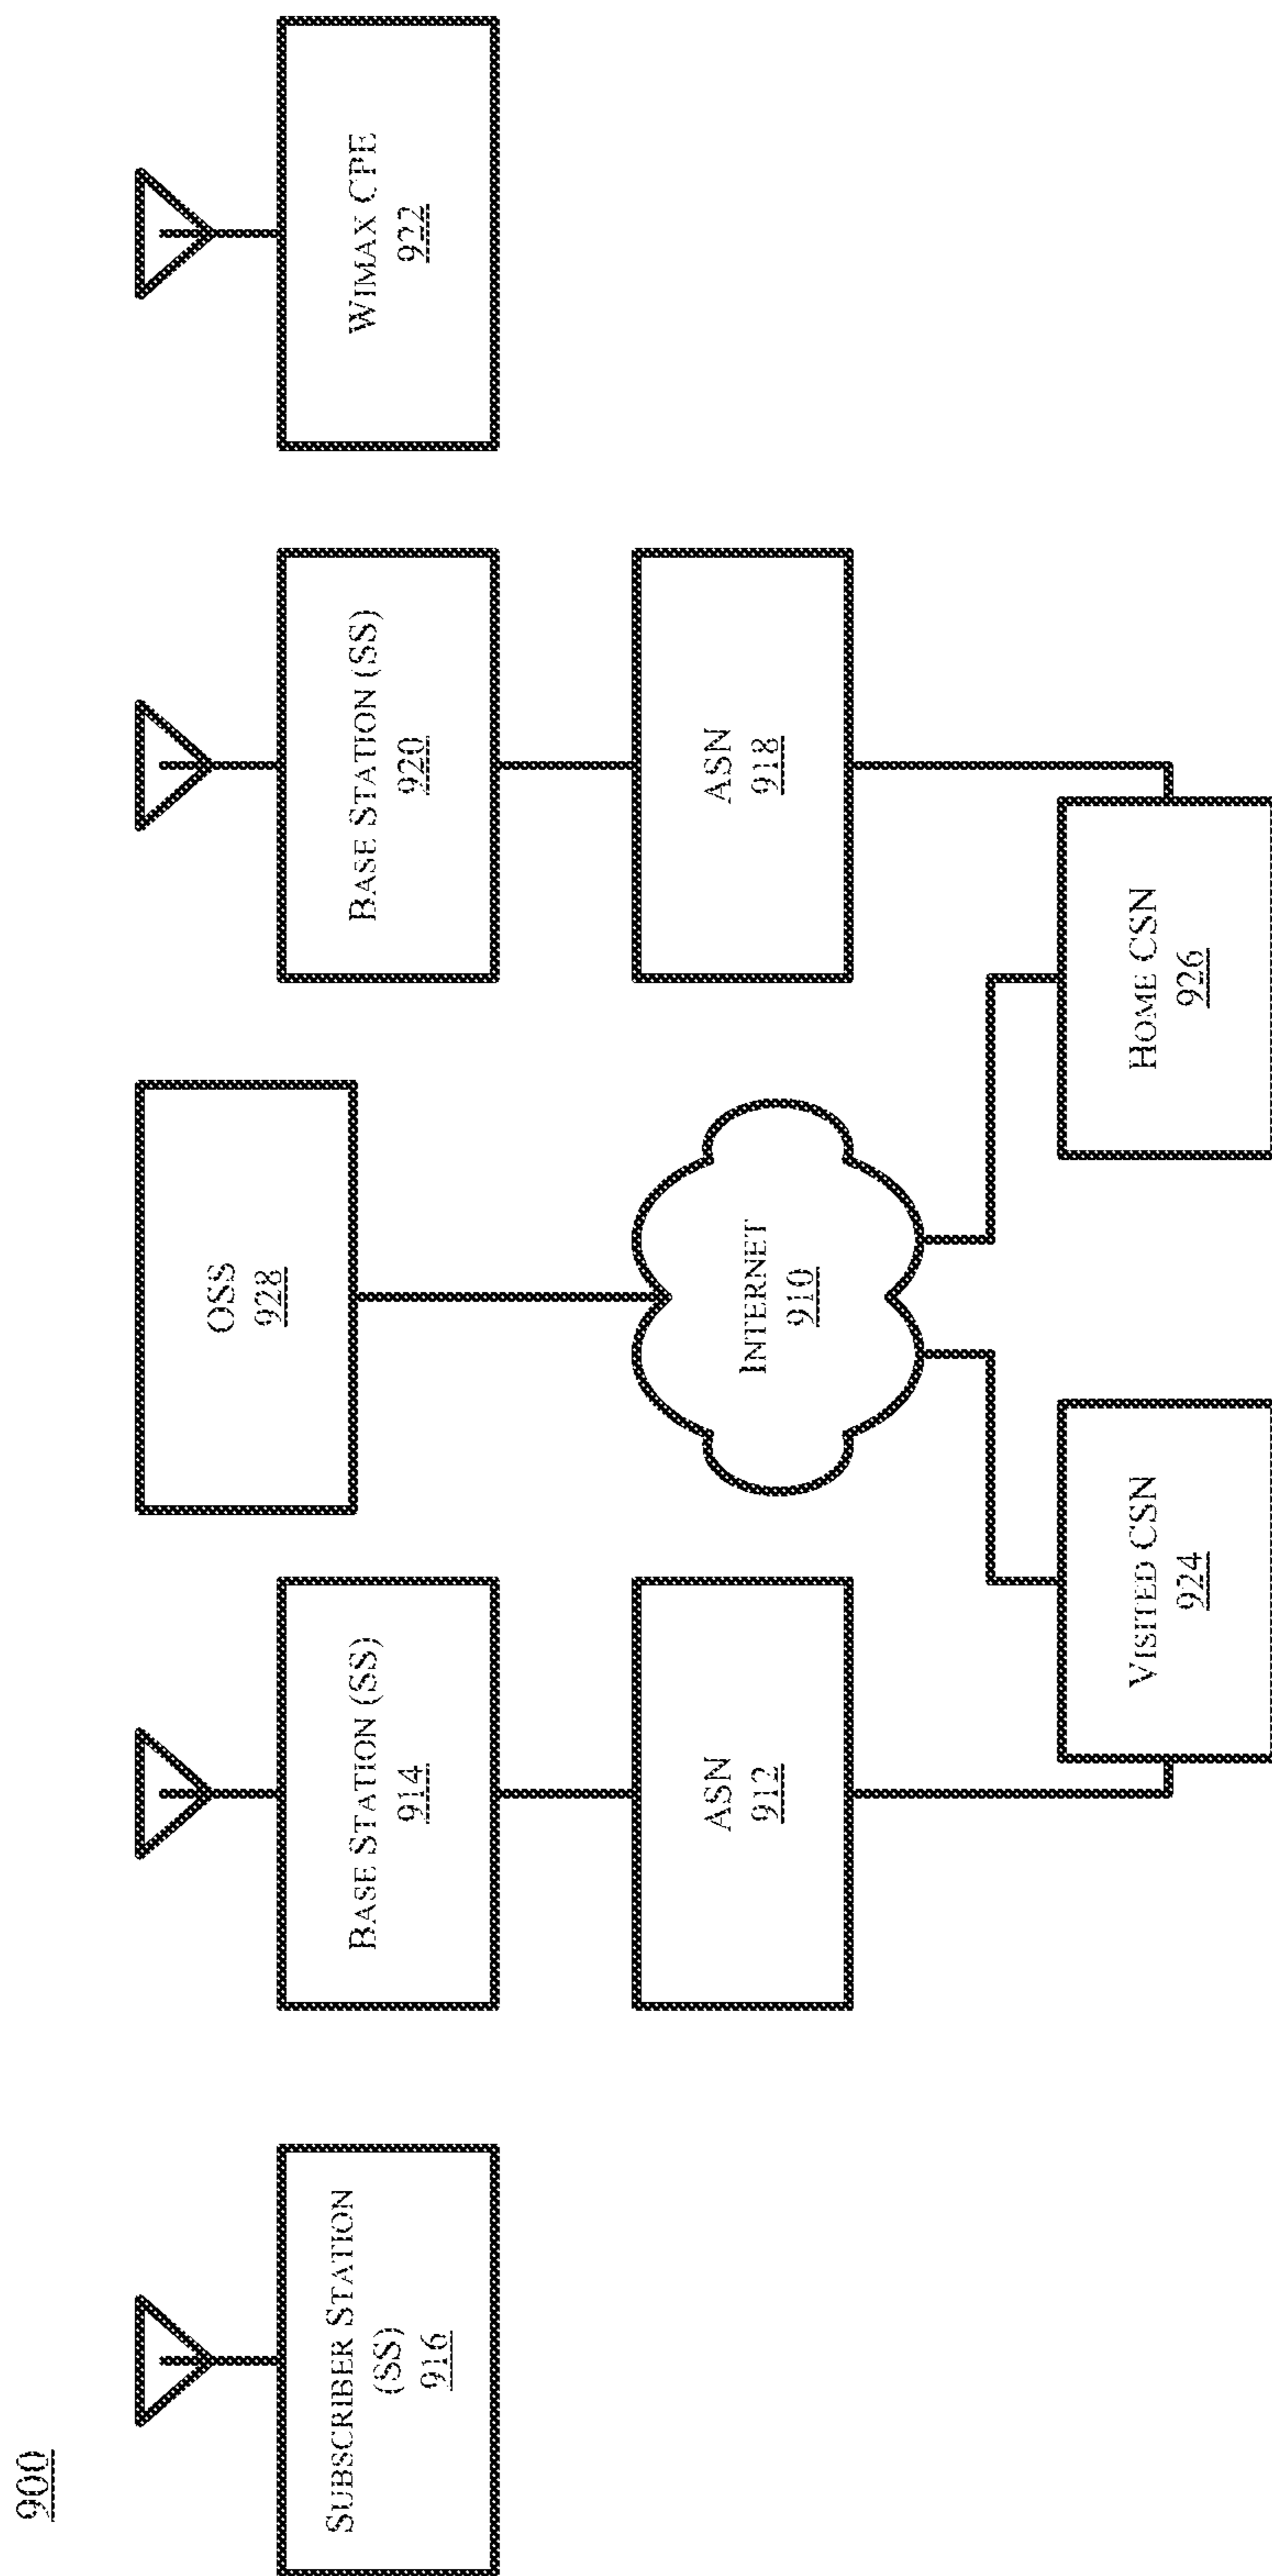 900
SUBSCRIBER STATION
(SS)
916
BASE STATION (SS)
914
OSS
928
BASE STATION (SS)
920
WIMAX CPE
922
ASN
912
INTERNET
910
ASN
918
VISITED CSN
924
HOME CSN
926